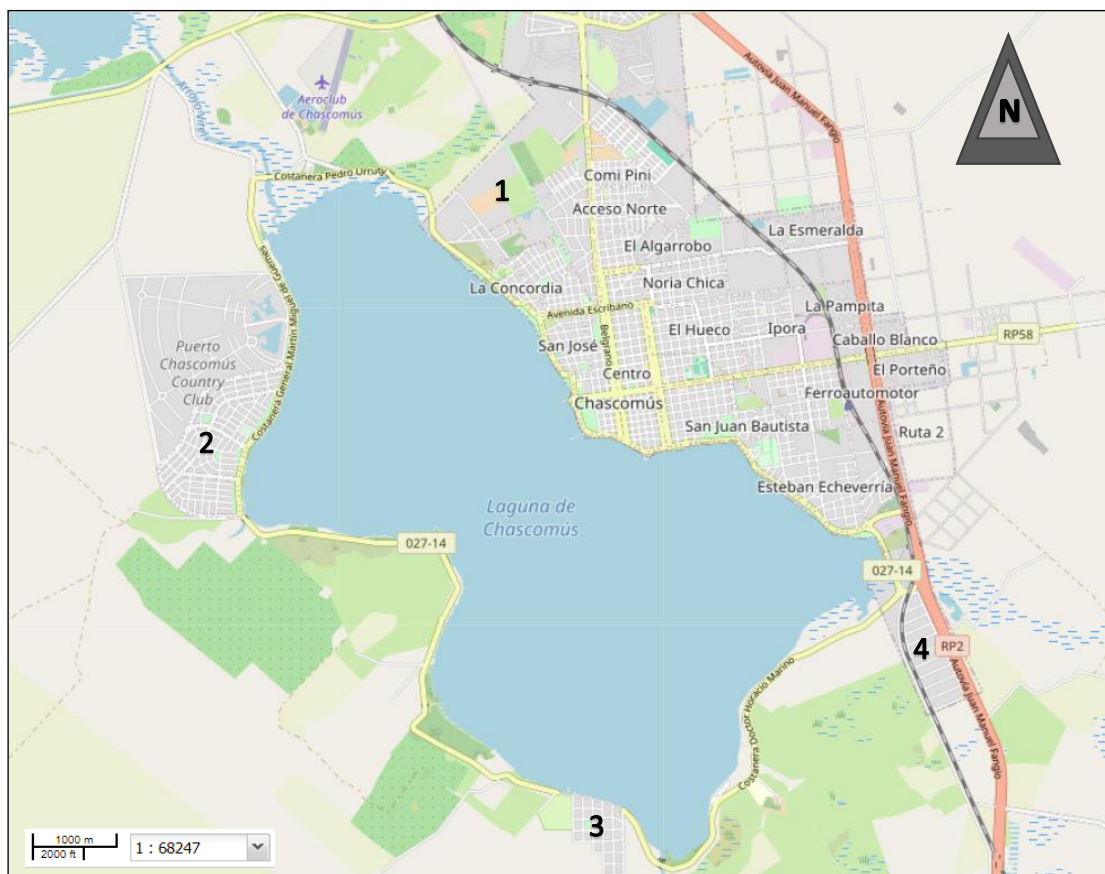 Autovía Juan Manuel Fangio
N
Aeroclub
de Chascomús
Arroyo Vitel
Costanera Pedro Urruty
1
Comi Pini
Acceso Norte
La Esmeralda
El Algarrobo
Noria Chica
La Concordia
Costanera General Martín Miguel de Güemes
Avenida Escribano
La Pampita
Belgrano
El Hueco
Ipora
RP58
Caballo Blanco
San José
Puerto
Chascomús
Country
Club
Centro
El Porteño
Chascomús
Ferroautomotor
2
San Juan Bautista
Ruta 2
Autovía Juan Manuel Fangio
Esteban Echeverría
Laguna de
Chascomús
027-14
027-14
4
RP2
Autovía Juan Manuel Fangio
Costanera Doctor Horacio Marino
3
1000 m
2000 ft
1 : 68247